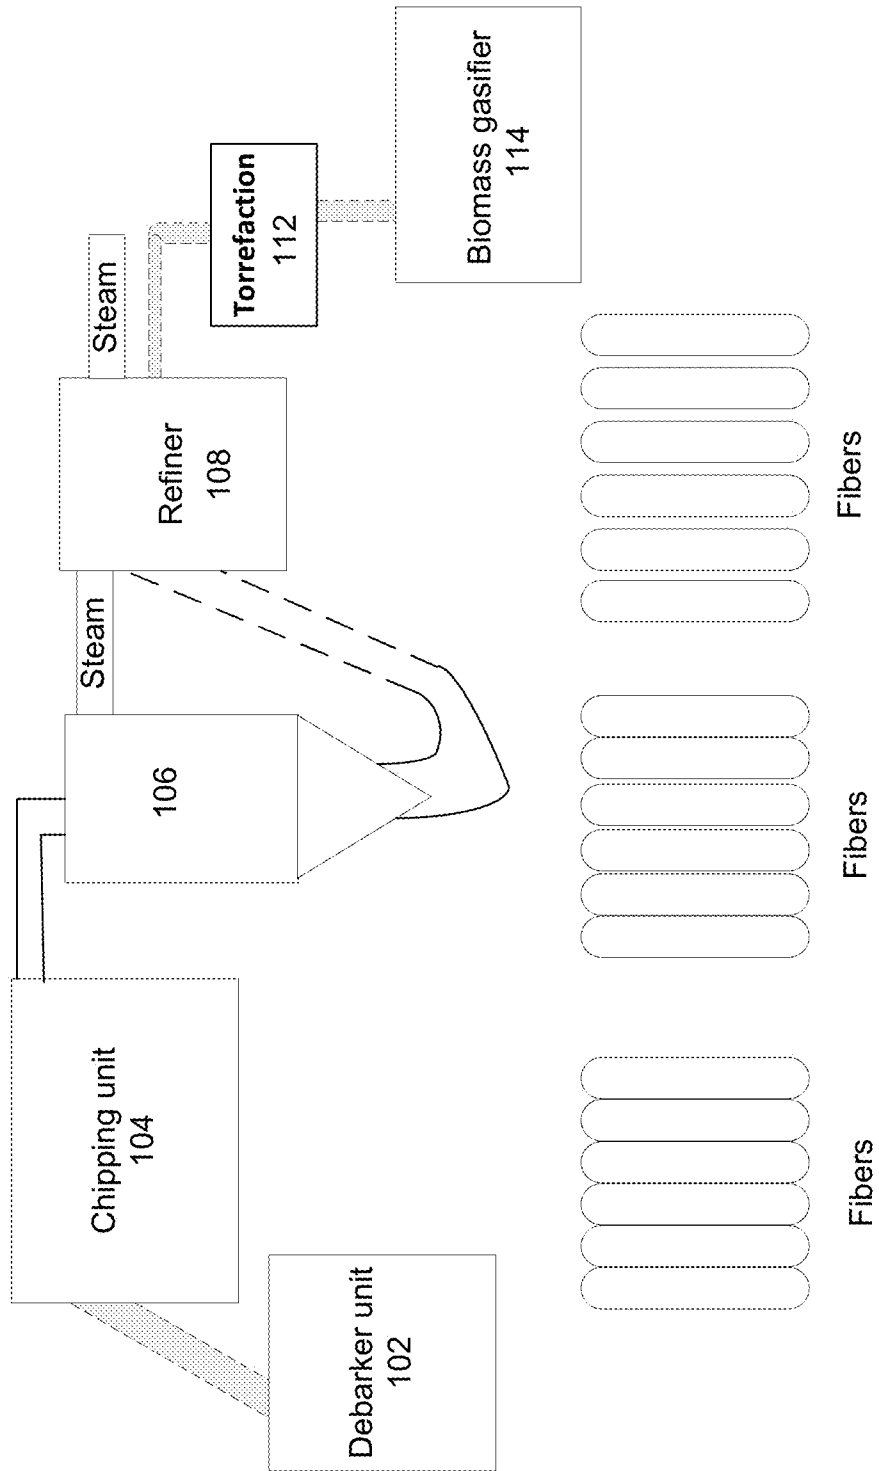 Debarker unit
102
Chipping unit
104
106
Steam
Refiner
108
Steam
Torrefaction
112
Biomass gasifier
114
Fibers
Fibers
Fibers